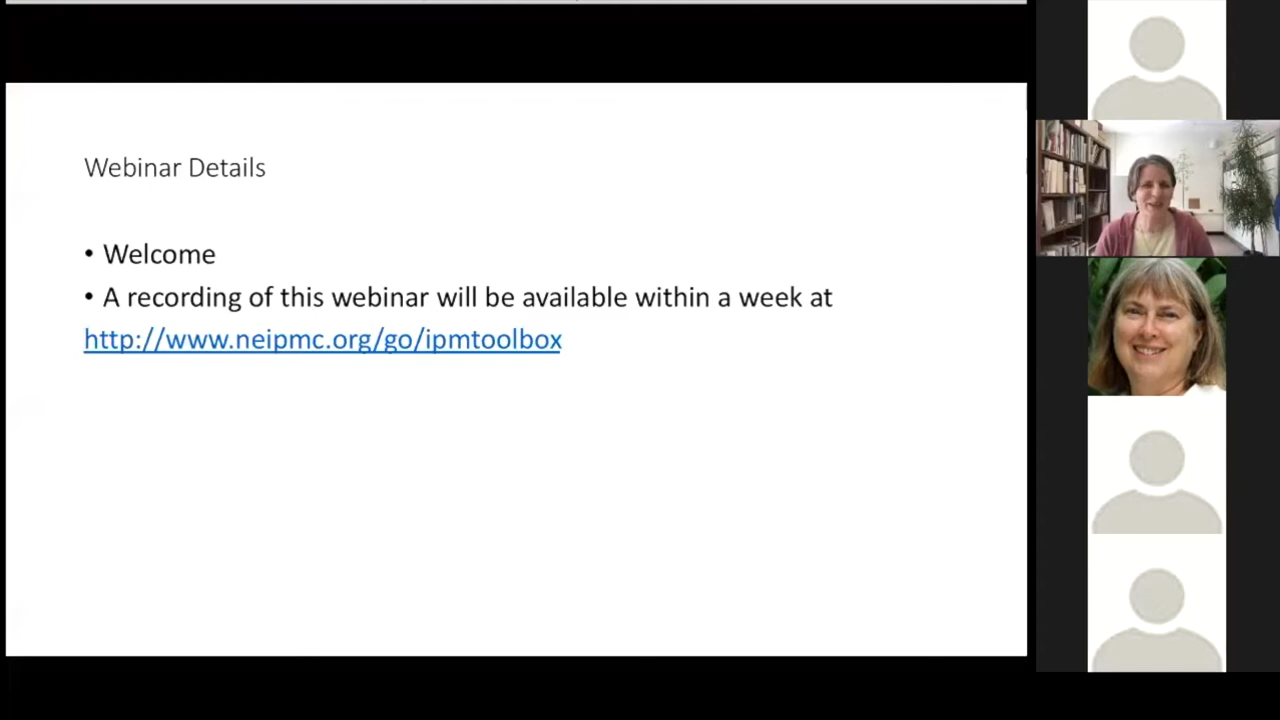 Webinar Details
• Welcome
• A recording of this webinar will be available within a week at
http://www.neipmc.org/go/ipmtoolbox